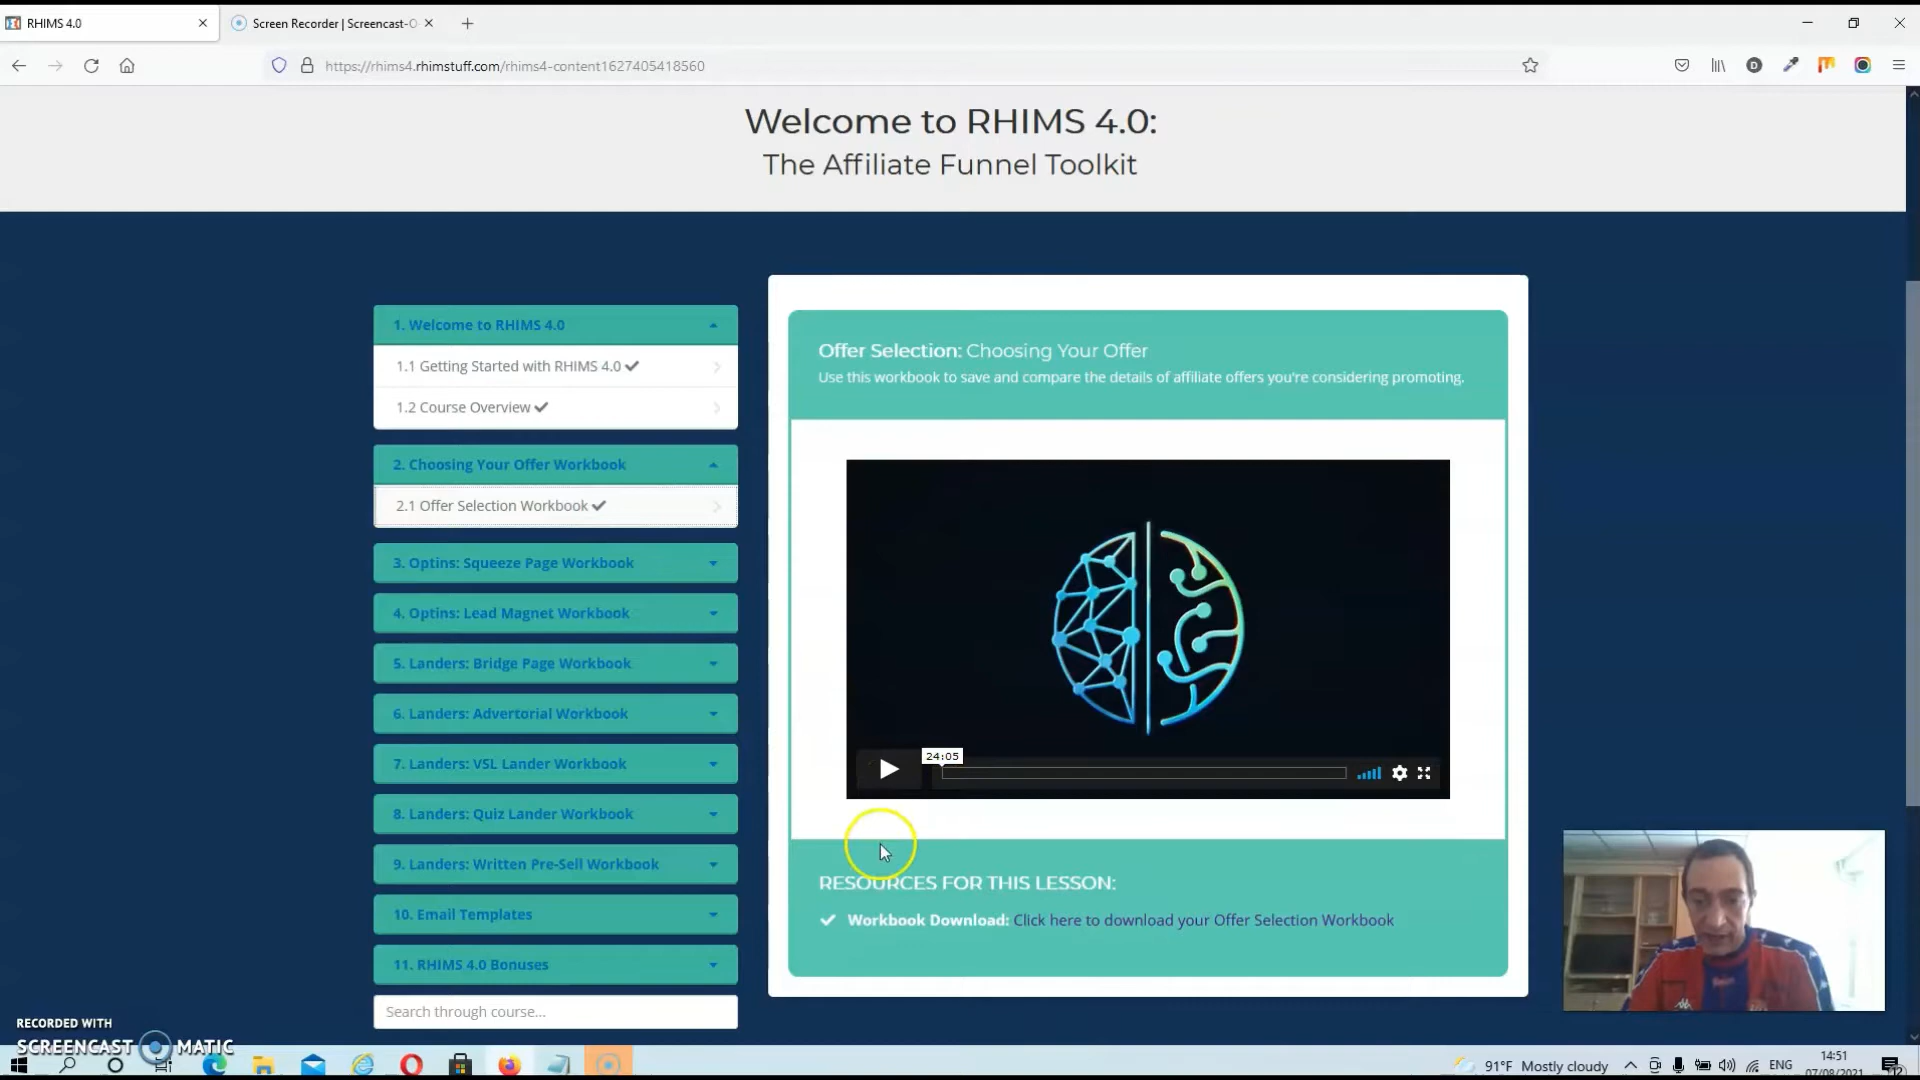 RHIMS 4.0
Screen Recorder | Screencast-O
https://rhims4.rhimstuff.com/rhims4-content1627405418560
Welcome to RHIMS 4.0:
The Affiliate Funnel Toolkit
1. Welcome to RHIMS 4.0
1.1 Getting Started with RHIMS 4.0
1.2 Course Overview
2. Choosing Your Offer Workbook
2.1 Offer Selection Workbook
3. Optins: Squeeze Page Workbook
4. Optins: Lead Magnet Workbook
5. Landers: Bridge Page Workbook
6. Landers: Advertorial Workbook
7. Landers: VSL Lander Workbook
8. Landers: Quiz Lander Workbook
9. Landers: Written Pre-Sell Workbook
10. Email Templates
11. RHIMS 4.0 Bonuses
Search through course...
Offer Selection: Choosing Your Offer
Use this workbook to save and compare the details of affiliate offers you're considering promoting.
24:05
RESOURCES FOR THIS LESSON:
Workbook Download: Click here to download your Offer Selection Workbook
RECORDED WITH
SCREENCAST MATIC
91°F Mostly cloudy
ENG
14:51
07/08/2021